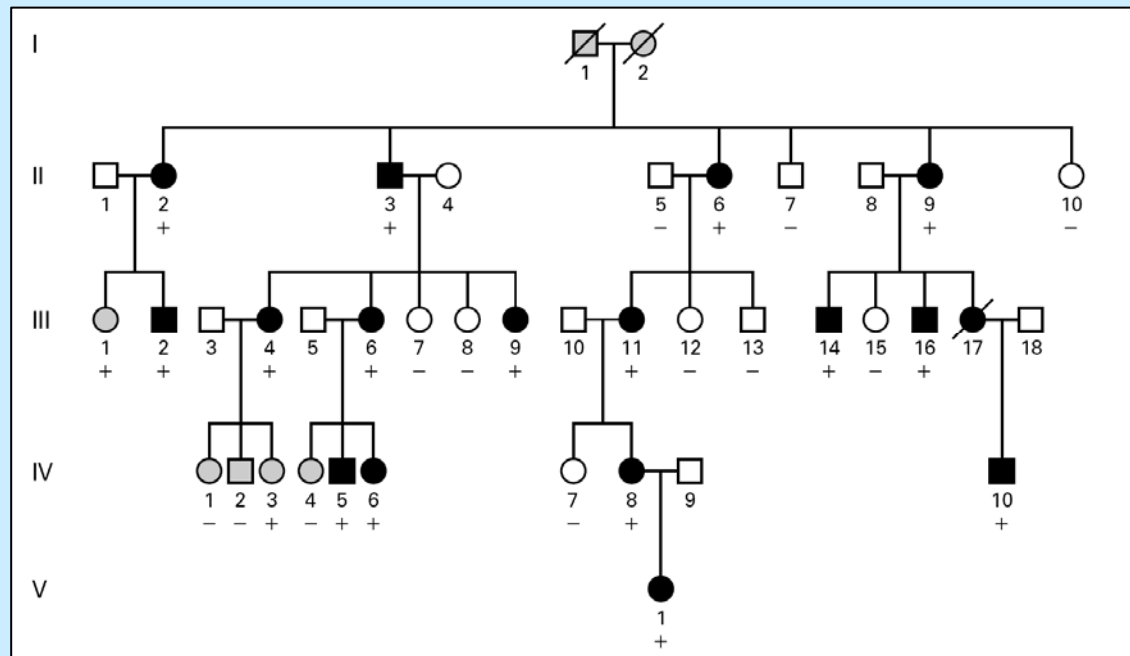 I
1 2
II
1 2 3 4 5 6 7 8 9 10
+ + - + - + -
III
1 2 3 4 5 6 7 8 9 10 11 12 13 14 15 16 17 18
+ + + + - - + + - - + - +
IV
1 2 3 4 5 6 7 8 9 10
- - + - + + - + +
V
1
+